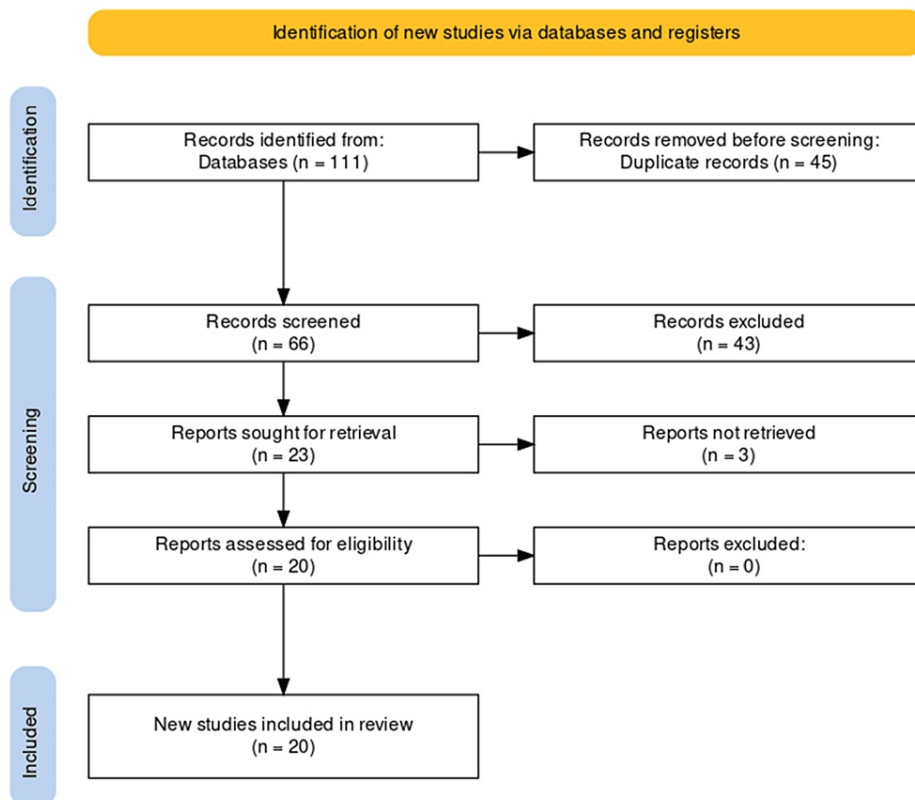 Identification of new studies via databases and registers
Identification
Records identified from:
Databases (n = 111)
Records removed before screening:
Duplicate records (n = 45)
Screening
Records screened
(n = 66)
Records excluded
(n = 43)
Reports sought for retrieval
(n = 23)
Reports not retrieved
(n = 3)
Reports assessed for eligibility
(n = 20)
Reports excluded:
(n = 0)
Included
New studies included in review
(n = 20)